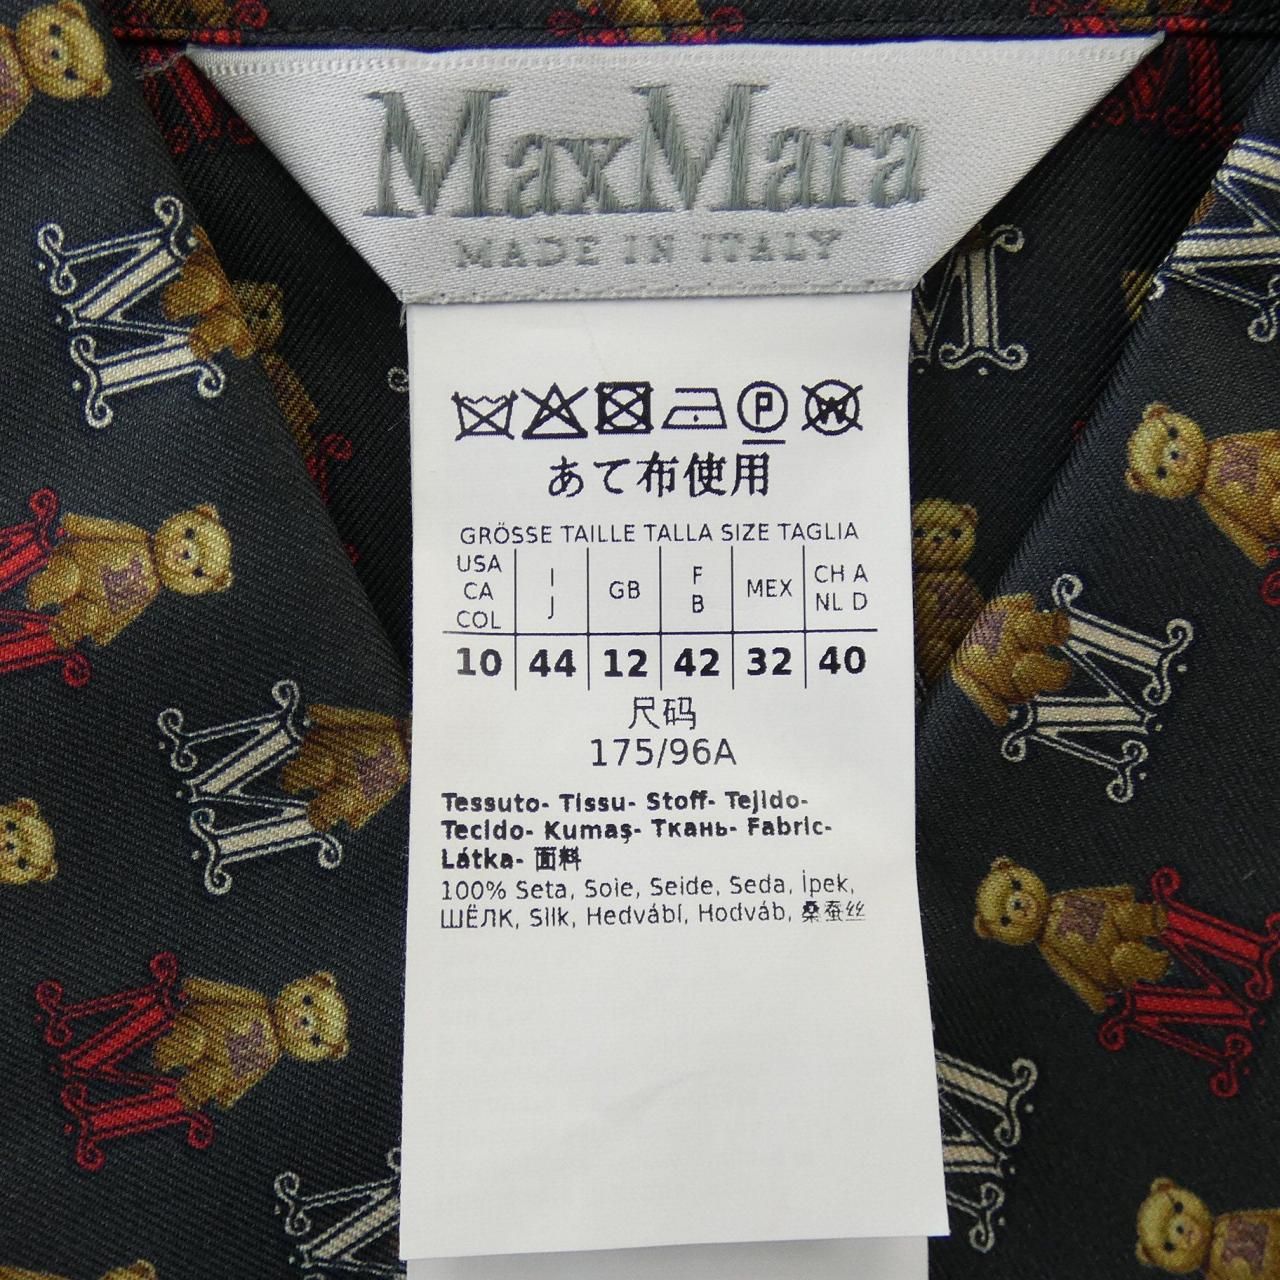 MaxMara
MADE IN ITALY
P W
あて布使用
GRÖSSE TAILLE TALLA SIZE TAGLIA
USA CA COL | I J | GB | F B | MEX | CH A NL D
10 | 44 | 12 | 42 | 32 | 40
尺码
175/96A
Tessuto- Tissu- Stoff- Tejido-
Tecido- Kumaş- Ткань- Fabric-
Látka- 面料
100% Seta, Soie, Seide, Seda, İpek,
ШЁЛК, Silk, Hedvábí, Hodváb, 桑蚕丝